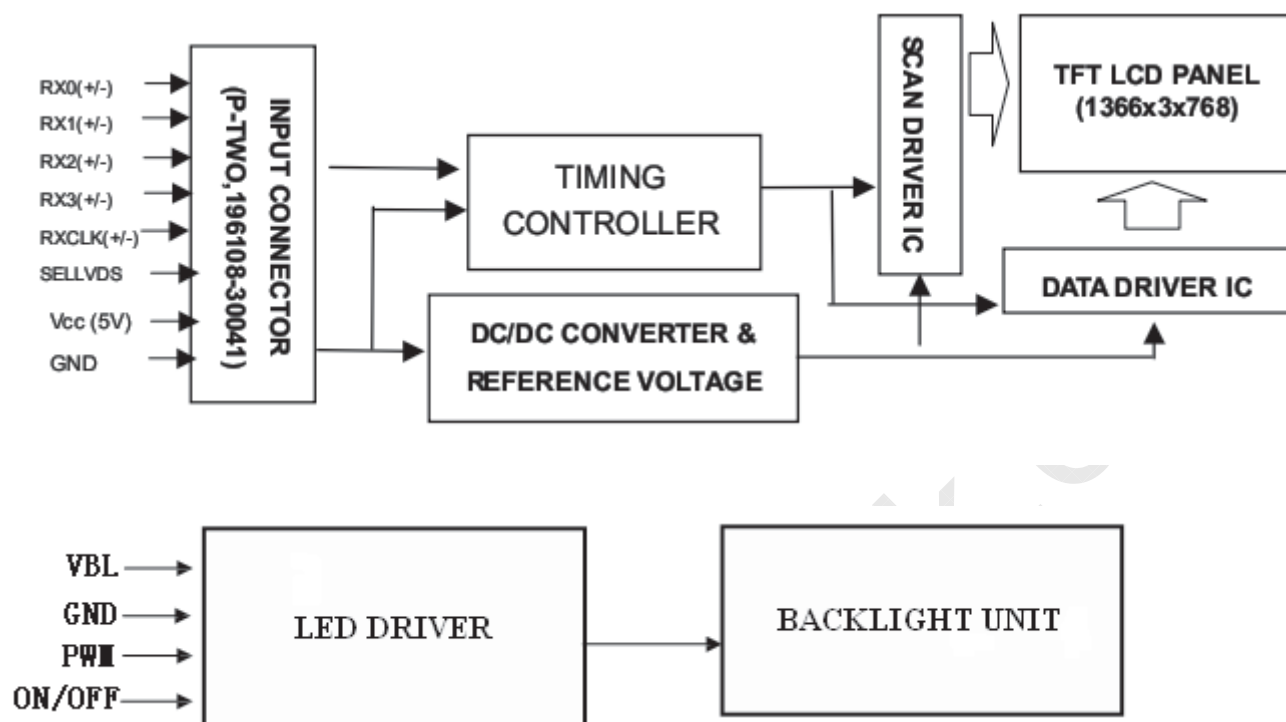 RX0(+/-)
RX1(+/-)
RX2(+/-)
RX3(+/-)
RXCLK(+/-)
SELLVDS
Vcc (5V)
GND
INPUT CONNECTOR
(P-TWO,196108-30041)
TIMING
CONTROLLER
DC/DC CONVERTER &
REFERENCE VOLTAGE
SCAN DRIVER IC
TFT LCD PANEL
(1366x3x768)
DATA DRIVER IC
VBL
GND
PWM
ON/OFF
LED DRIVER
BACKLIGHT UNIT